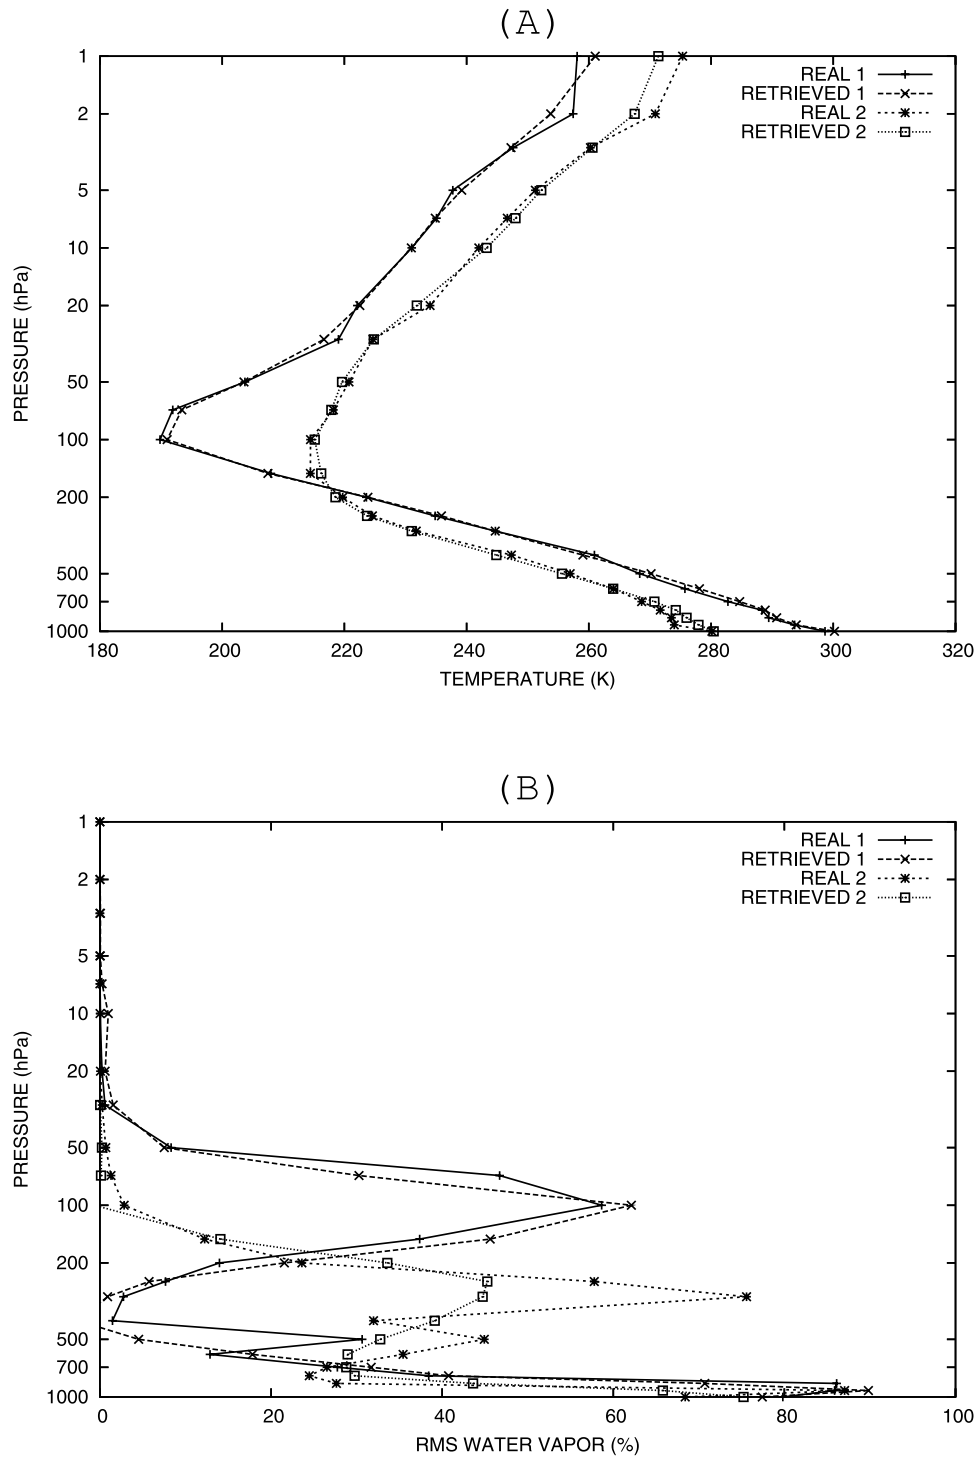 (A)
1
2
5
10
20
50
100
200
500
700
1000
PRESSURE (hPa)
REAL 1
RETRIEVED 1
REAL 2
RETRIEVED 2
180 200 220 240 260 280 300 320
TEMPERATURE (K)
(B)
1
2
5
10
20
50
100
200
500
700
1000
PRESSURE (hPa)
REAL 1
RETRIEVED 1
REAL 2
RETRIEVED 2
0 20 40 60 80 100
RMS WATER VAPOR (%)